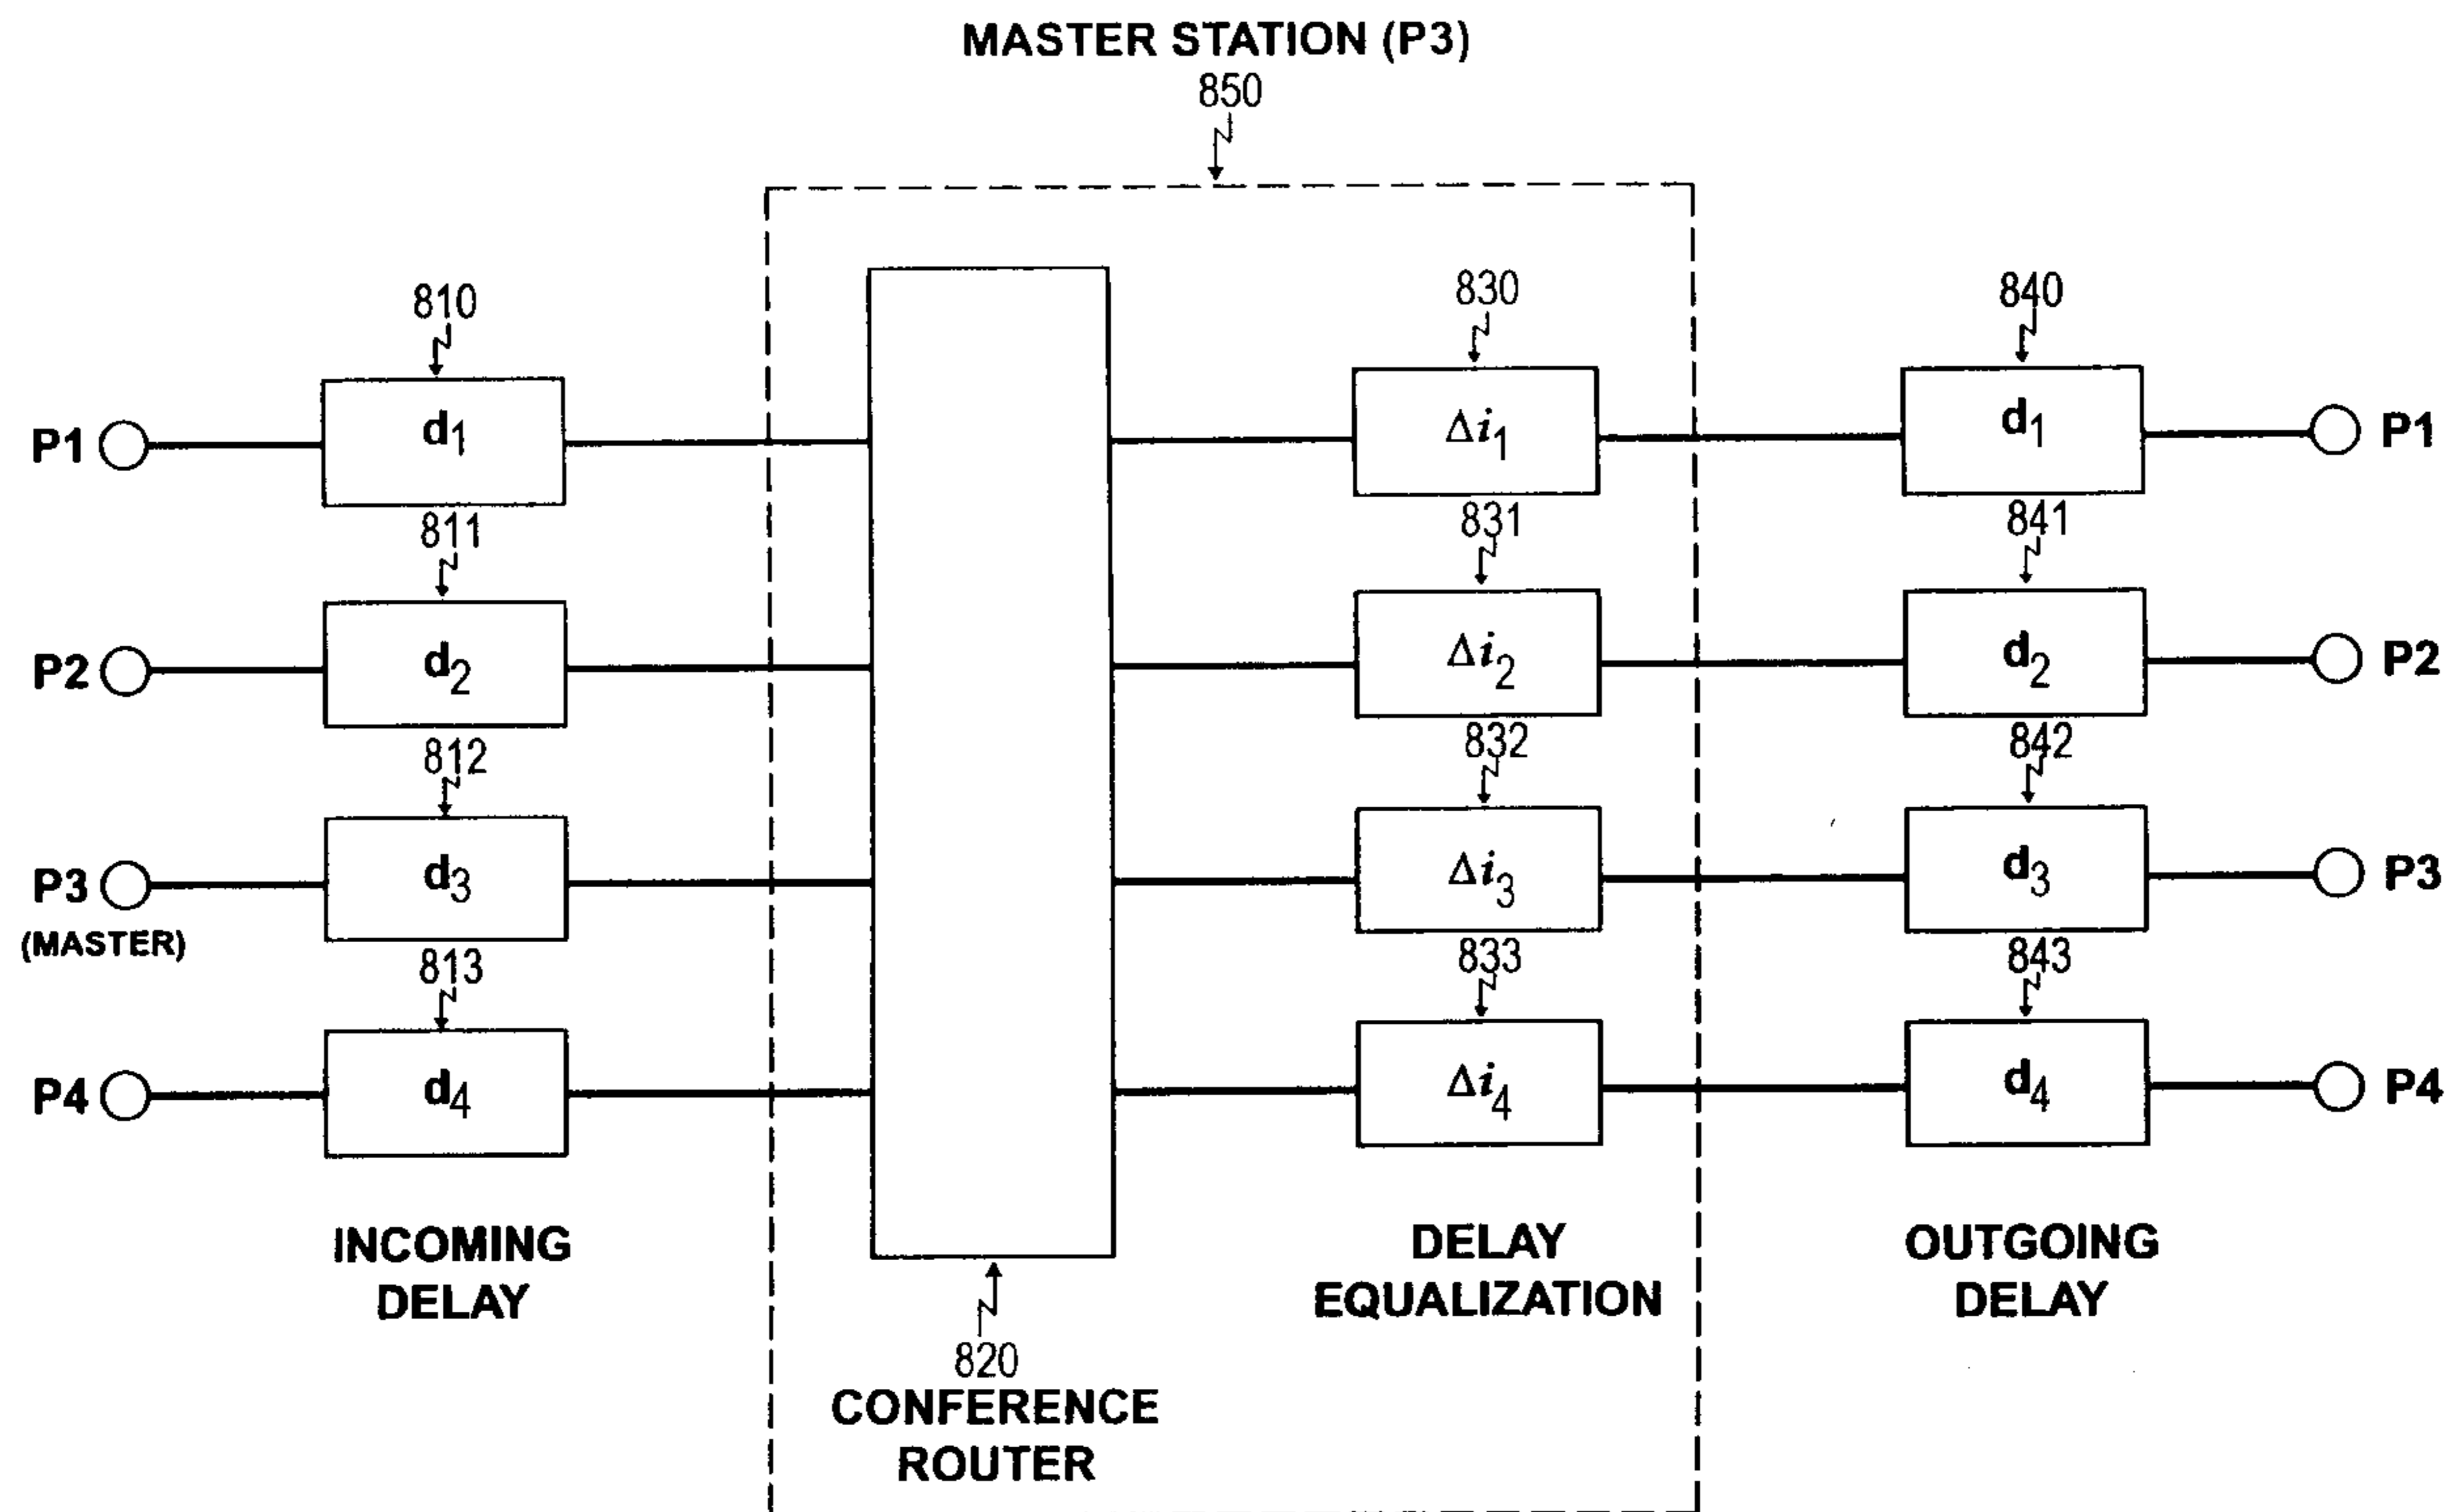 MASTER STATION (P3)
850
810
830
840
P1
d1
Δi1
d1
P1
811
831
841
P2
d2
Δi2
d2
P2
812
832
842
P3
(MASTER)
d3
Δi3
d3
P3
813
833
843
P4
d4
Δi4
d4
P4
INCOMING
DELAY
DELAY
EQUALIZATION
OUTGOING
DELAY
820
CONFERENCE
ROUTER